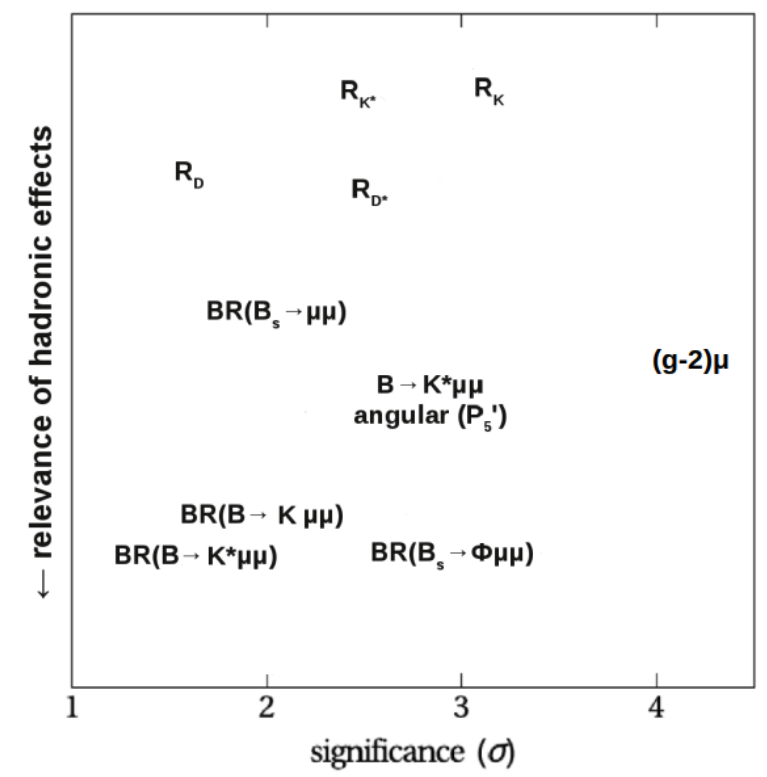 R_K* R_K
R_D R_D*
BR(B_s→μμ)
(g-2)μ
B→K*μμ
angular (P_5')
BR(B→ K μμ)
BR(B→ K*μμ) BR(B_s→Φμμ)
← relevance of hadronic effects
1 2 3 4
significance (σ)